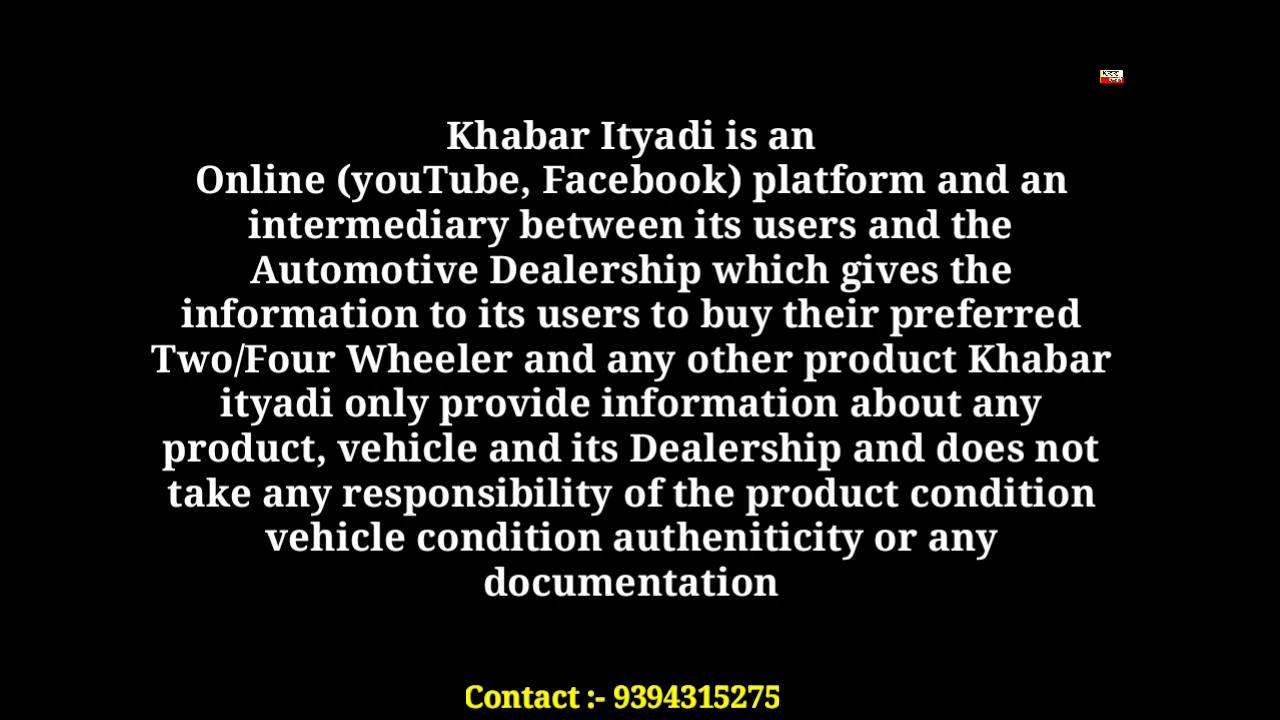 Khabar Ityadi is an
Online (youTube, Facebook) platform and an
intermediary between its users and the
Automotive Dealership which gives the
information to its users to buy their preferred
Two/Four Wheeler and any other product Khabar
ityadi only provide information about any
product, vehicle and its Dealership and does not
take any responsibility of the product condition
vehicle condition autheniticity or any
documentation
Contact :- 9394315275